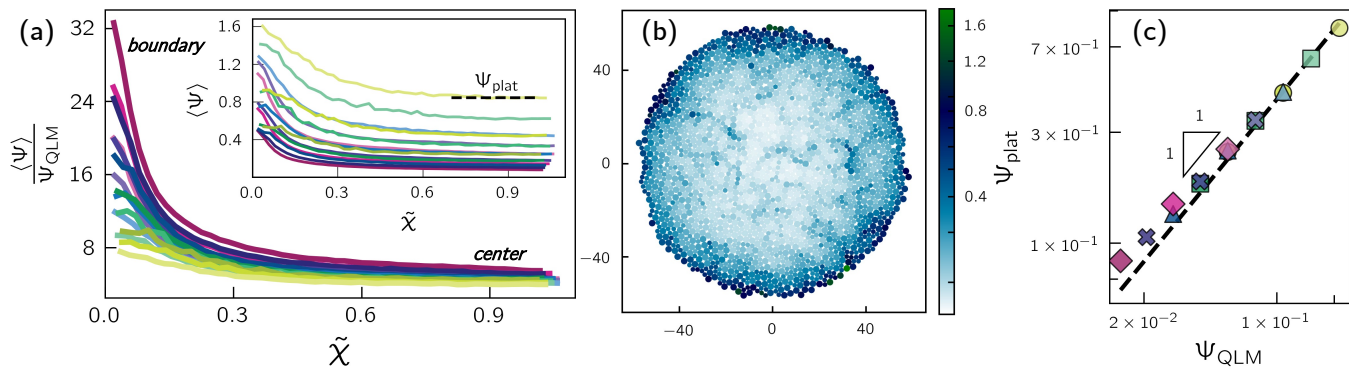 (a)
boundary
center
⟨Ψ⟩
Ψ_QLM
32
24
16
8
0.0 0.3 0.6 0.9
χ̃
⟨Ψ⟩
1.6
1.2
0.8
0.4
0.0 0.3 0.6 0.9
χ̃
Ψ_plat
(b)
40
0
−40
−40 0 40
1.6
1.2
0.8
0.4
(c)
Ψ_plat
7 × 10⁻¹
3 × 10⁻¹
1 × 10⁻¹
1
1
2 × 10⁻² 1 × 10⁻¹
Ψ_QLM